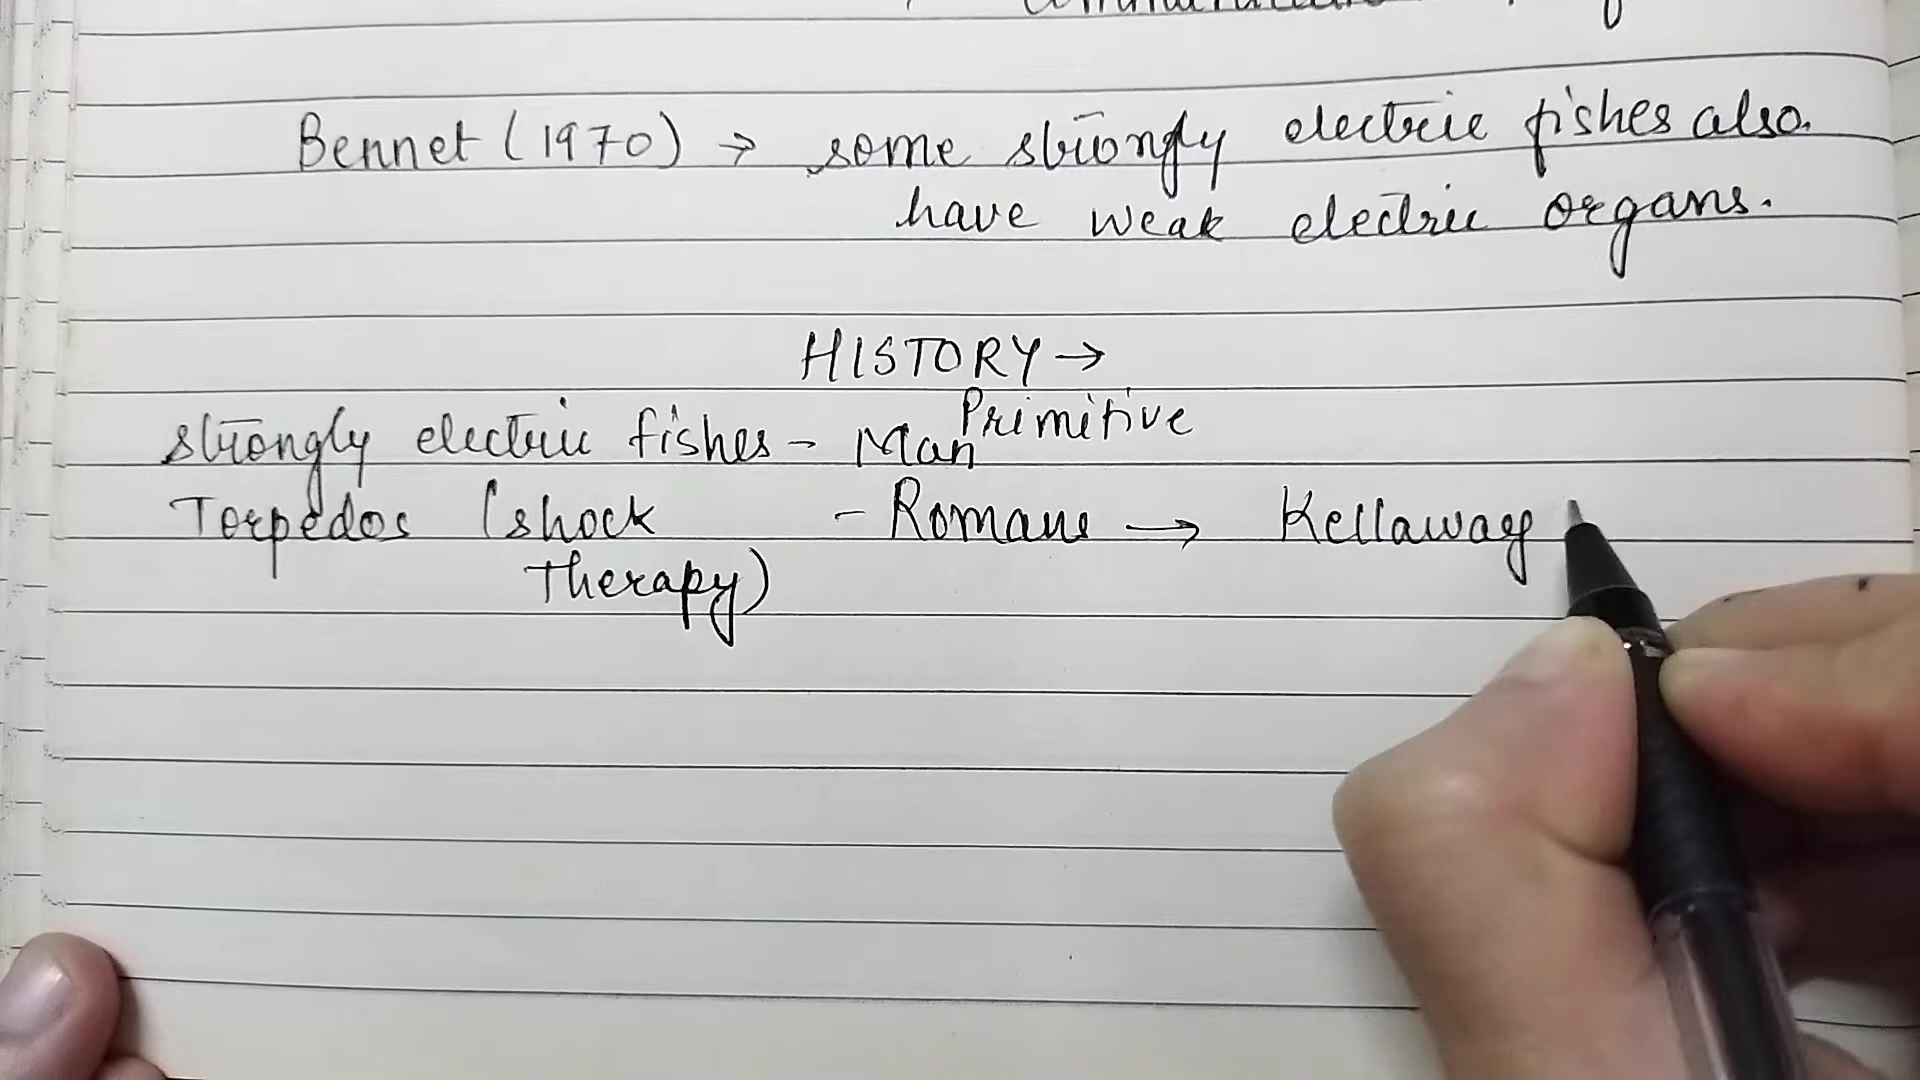 Bennet (1970) → some strongly electric fishes also.
have weak electric organs.
HISTORY →
Primitive
strongly electric fishes - Man
Torpedos (shock - Romans → Kellaway
Therapy)